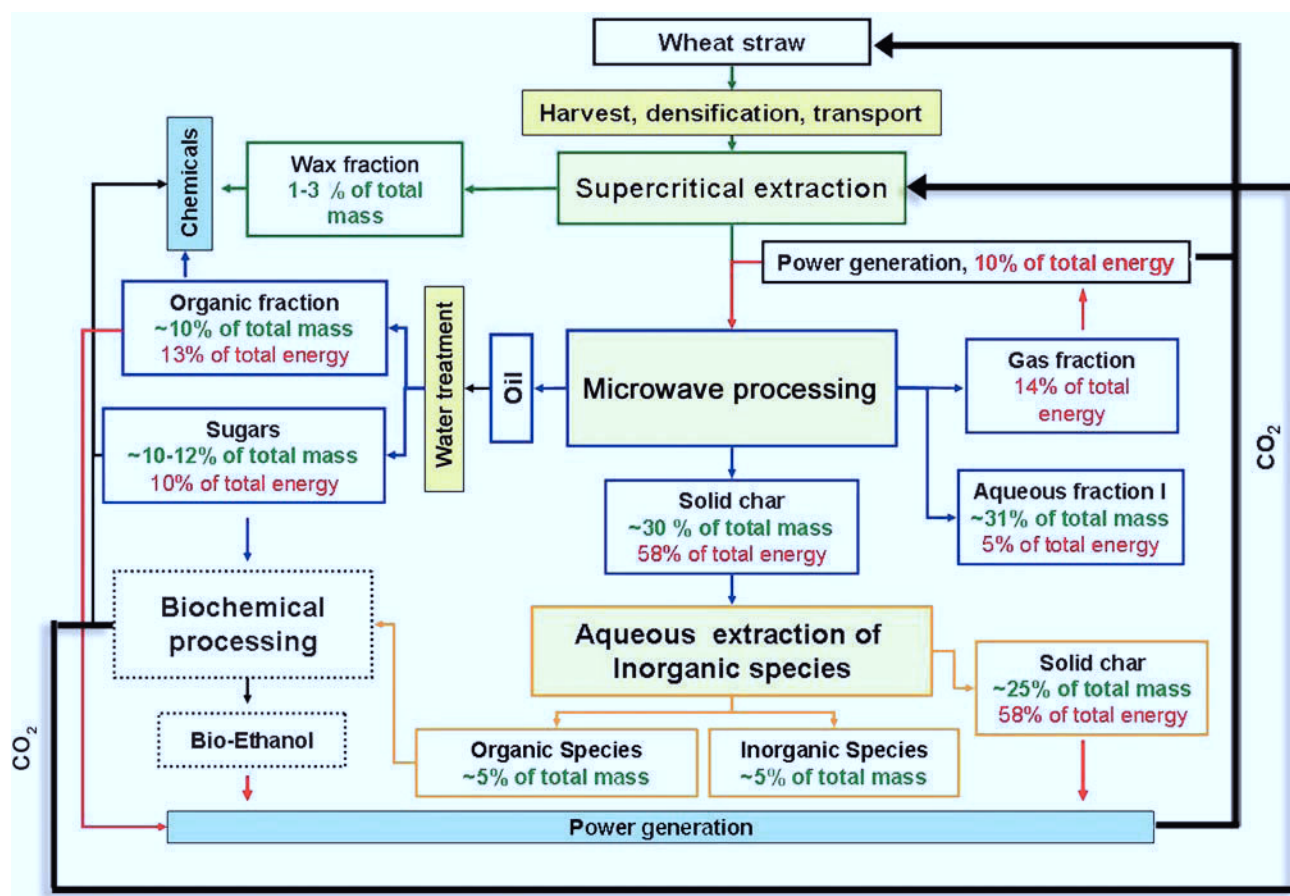 Wheat straw
Harvest, densification, transport
Chemicals
Wax fraction
1-3 % of total
mass
Supercritical extraction
Power generation, 10% of total energy
Organic fraction
~10% of total mass
13% of total energy
Water treatment
Oil
Microwave processing
Gas fraction
14% of total
energy
Sugars
~10-12% of total mass
10% of total energy
Solid char
~30 % of total mass
58% of total energy
Aqueous fraction I
~31% of total mass
5% of total energy
CO₂
Biochemical
processing
Aqueous extraction of
Inorganic species
Solid char
~25% of total mass
58% of total energy
CO₂
Bio-Ethanol
Organic Species
~5% of total mass
Inorganic Species
~5% of total mass
Power generation